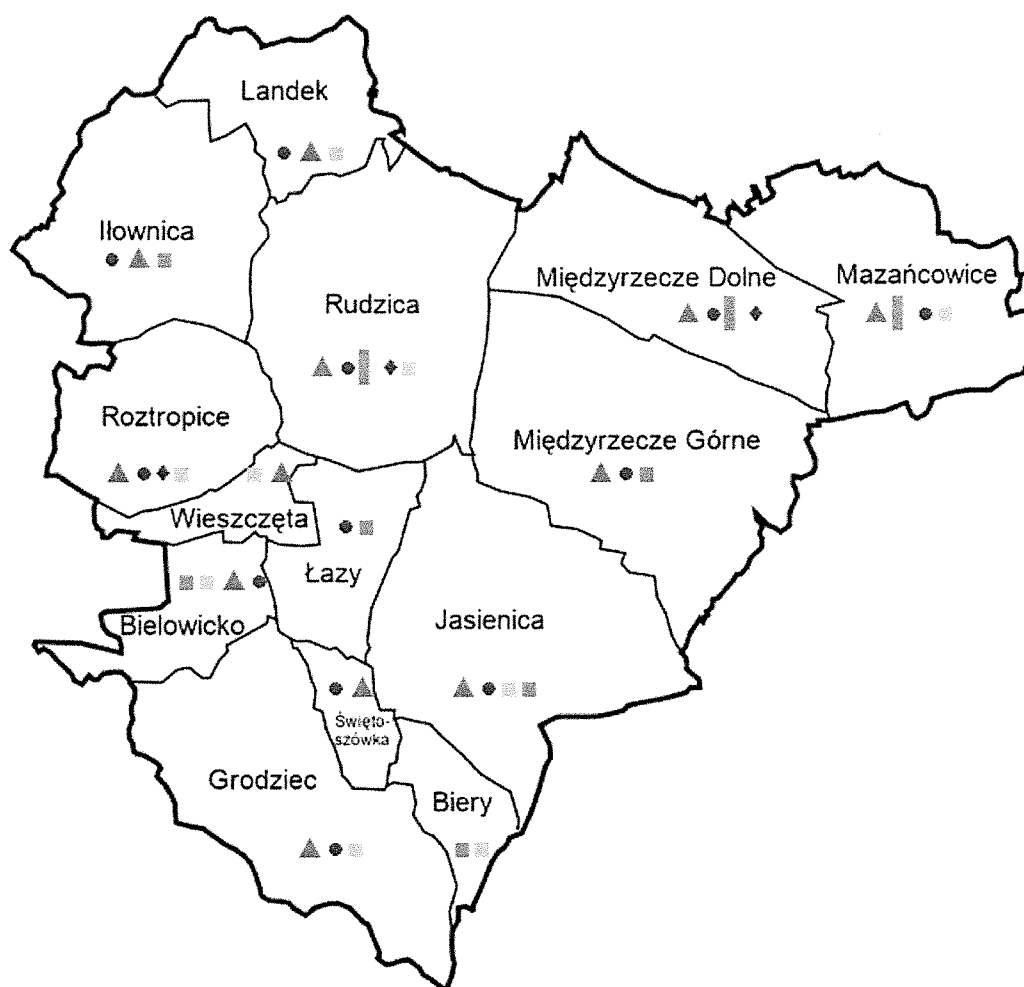 Landek
Iłownica
Międzyrzecze Dolne
Mazańcowice
Rudzica
Roztropice
Międzyrzecze Górne
Wieszczęta
Łazy
Jasienica
Bielowicko
Święto-
szówka
Grodziec
Biery